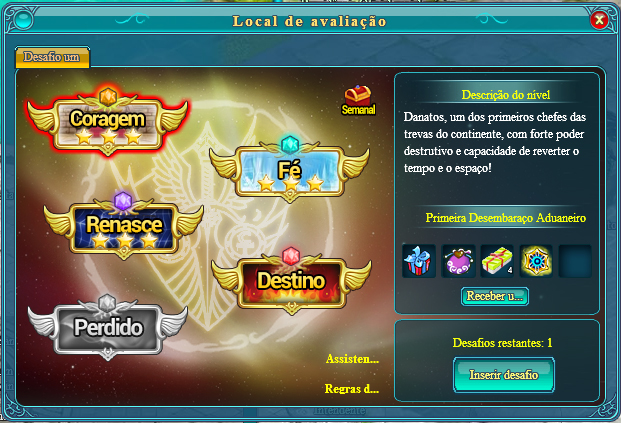 Local de avaliação
Desafio um
Coragem
Semanal
Fé
Renasce
Destino
Perdido
Assisten...
Regras d...
Descrição do nível
Danatos, um dos primeiros chefes das
trevas do continente, com forte poder
destrutivo e capacidade de reverter o
tempo e o espaço!
Primeira Desembaraço Aduaneiro
4
Receber u...
Desafios restantes: 1
Inserir desafio
Intendente